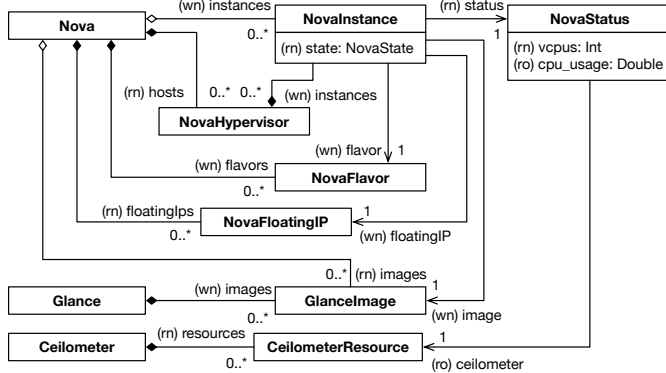 Nova
(wn) instances
0..*
NovaInstance
(rn) state: NovaState
(rn) status
1
NovaStatus
(rn) vcpus: Int
(ro) cpu_usage: Double
(rn) hosts
0..*
0..*
(wn) instances
NovaHypervisor
(wn) flavors
0..*
(wn) flavor
1
NovaFlavor
(rn) floatingIps
0..*
NovaFloatingIP
1
(wn) floatingIP
0..*
(rn) images
Glance
(wn) images
0..*
GlanceImage
1
(wn) image
Ceilometer
(rn) resources
0..*
CeilometerResource
1
(ro) ceilometer